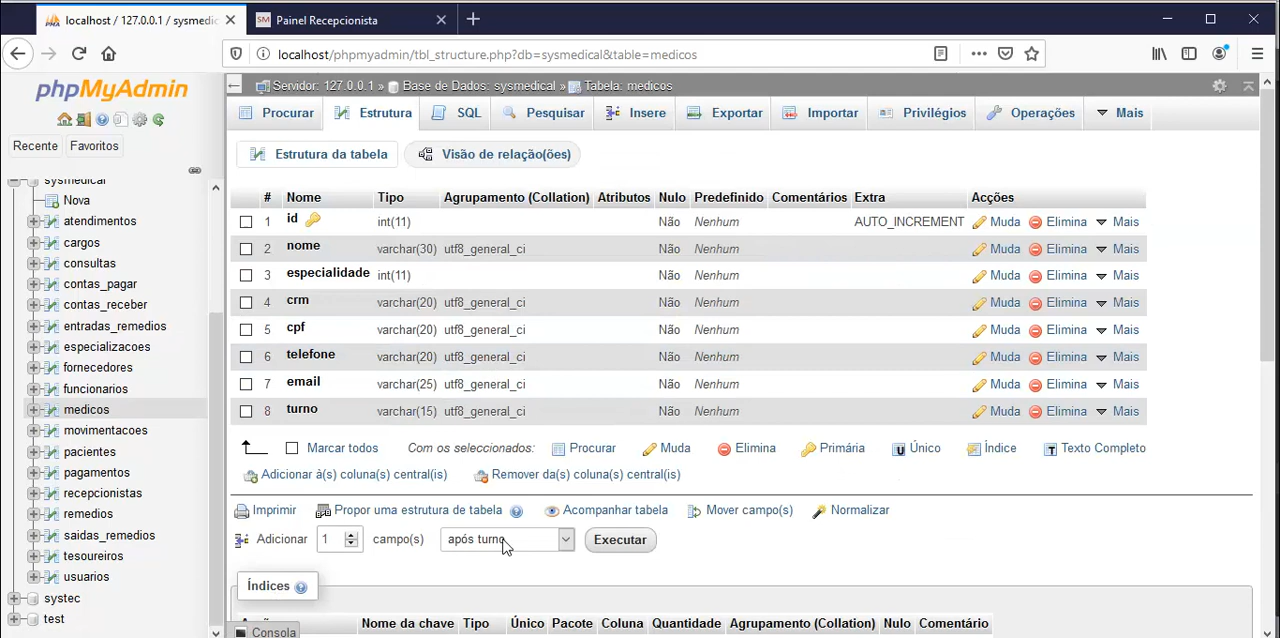 localhost / 127.0.0.1 / sysmedic
SM Painel Recepcionista
localhost/phpmyadmin/tbl_structure.php?db=sysmedical&table=medicos
phpMyAdmin
Recente Favoritos
sysmedical
Nova
atendimentos
cargos
consultas
contas_pagar
contas_receber
entradas_remedios
especializacoes
fornecedores
funcionarios
medicos
movimentacoes
pacientes
pagamentos
recepcionistas
remedios
saidas_remedios
tesoureiros
usuarios
systec
test
Servidor: 127.0.0.1 » Base de Dados: sysmedical » Tabela: medicos
Procurar Estrutura SQL Pesquisar Insere Exportar Importar Privilégios Operações Mais
Estrutura da tabela Visão de relação(ões)
# Nome Tipo Agrupamento (Collation) Atributos Nulo Predefinido Comentários Extra Acções
1 id int(11) Não Nenhum AUTO_INCREMENT Muda Elimina Mais
2 nome varchar(30) utf8_general_ci Não Nenhum Muda Elimina Mais
3 especialidade int(11) Não Nenhum Muda Elimina Mais
4 crm varchar(20) utf8_general_ci Não Nenhum Muda Elimina Mais
5 cpf varchar(20) utf8_general_ci Não Nenhum Muda Elimina Mais
6 telefone varchar(20) utf8_general_ci Não Nenhum Muda Elimina Mais
7 email varchar(25) utf8_general_ci Não Nenhum Muda Elimina Mais
8 turno varchar(15) utf8_general_ci Não Nenhum Muda Elimina Mais
Marcar todos Com os seleccionados: Procurar Muda Elimina Primária Único Índice Texto Completo
Adicionar à(s) coluna(s) central(is) Remover da(s) coluna(s) central(is)
Imprimir Propor uma estrutura de tabela Acompanhar tabela Mover campo(s) Normalizar
Adicionar 1 campo(s) após turno Executar
Índices
Nome da chave Tipo Único Pacote Coluna Quantidade Agrupamento (Collation) Nulo Comentário
Consola